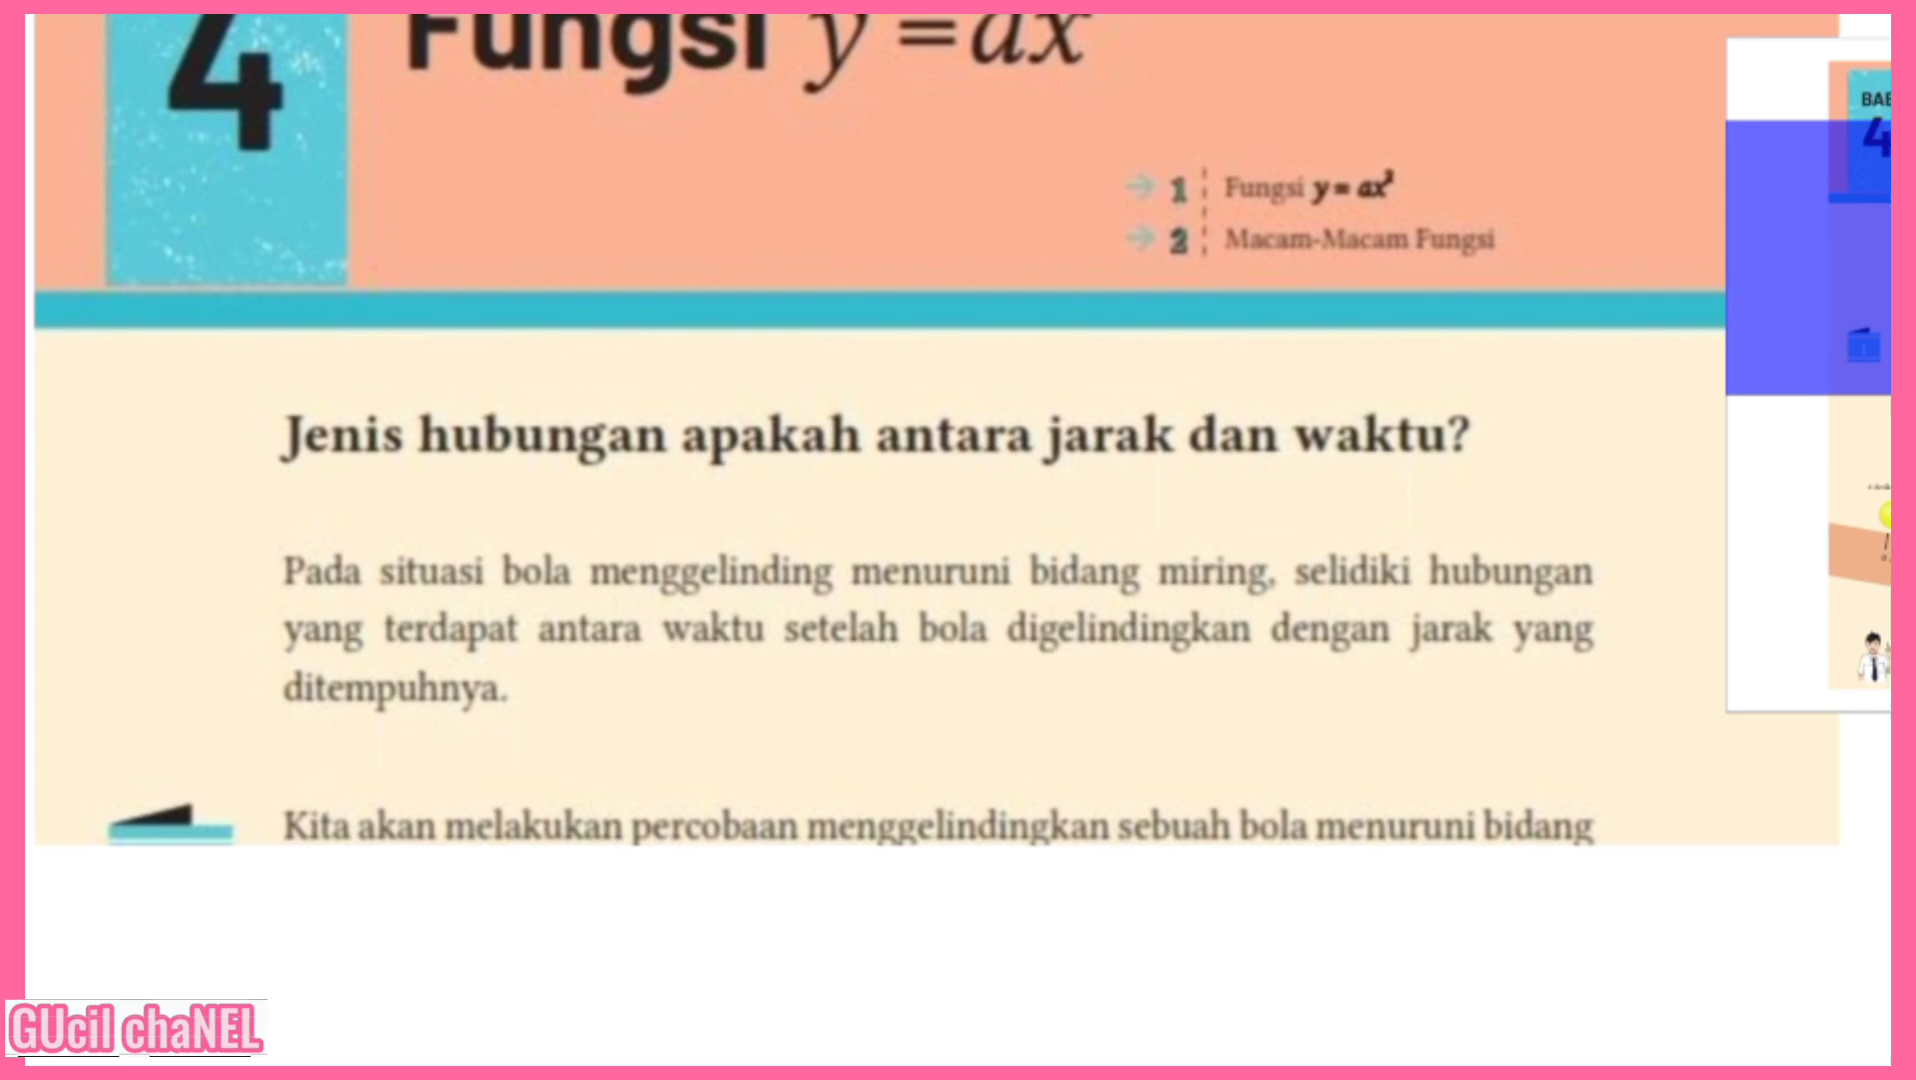 4 Fungsi y = ax
1 Fungsi y = ax²
2 Macam-Macam Fungsi
Jenis hubungan apakah antara jarak dan waktu?
Pada situasi bola menggelinding menuruni bidang miring, selidiki hubungan
yang terdapat antara waktu setelah bola digelindingkan dengan jarak yang
ditempuhnya.
Kita akan melakukan percobaan menggelindingkan sebuah bola menuruni bidang
BAB
4
GUcil chaNEL